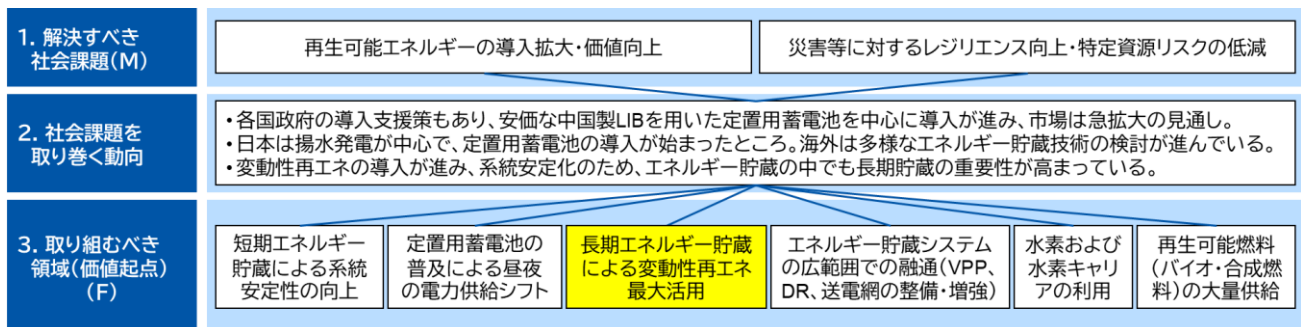 1. 解決すべき
社会課題(M)
再生可能エネルギーの導入拡大・価値向上
災害等に対するレジリエンス向上・特定資源リスクの低減
2. 社会課題を
取り巻く動向
・各国政府の導入支援策もあり、安価な中国製LIBを用いた定置用蓄電池を中心に導入が進み、市場は急拡大の見通し。
・日本は揚水発電が中心で、定置用蓄電池の導入が始まったところ。海外は多様なエネルギー貯蔵技術の検討が進んでいる。
・変動性再エネの導入が進み、系統安定化のため、エネルギー貯蔵の中でも長期貯蔵の重要性が高まっている。
3. 取り組むべき
領域(価値起点)
(F)
短期エネルギー
貯蔵による系統
安定性の向上
定置用蓄電池の
普及による昼夜
の電力供給シフト
長期エネルギー貯蔵
による変動性再エネ
最大活用
エネルギー貯蔵システム
の広範囲での融通(VPP、
DR、送電網の整備・増強)
水素および
水素キャリ
アの利用
再生可能燃料
(バイオ・合成燃
料)の大量供給